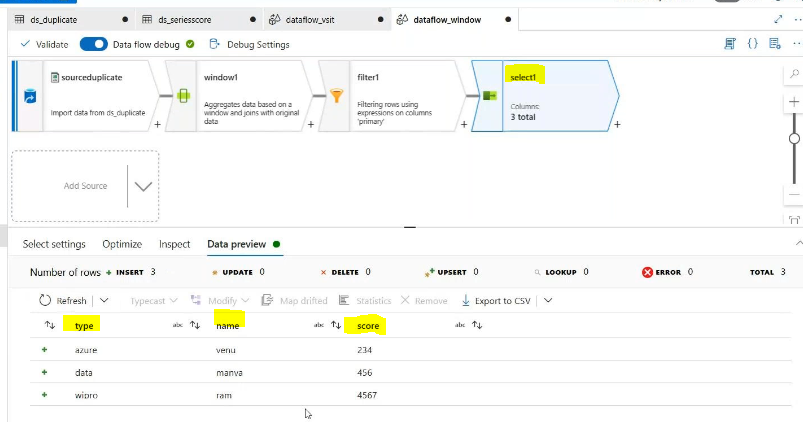 ds_duplicate
ds_seriesscore
dataflow_vsit
dataflow_window
Validate
Data flow debug
Debug Settings
sourceduplicate
Import data from ds_duplicate
window1
Aggregates data based on a
window and joins with original
data
filter1
Filtering rows using
expressions on columns
'primary'
select1
Columns:
3 total
+ + + +
Add Source
Select settings Optimize Inspect Data preview
Number of rows + INSERT 3 * UPDATE 0 × DELETE 0 UPSERT 0 LOOKUP 0 ERROR 0 TOTAL 3
Refresh Typecast Modify Map drifted Statistics Remove Export to CSV
type abc name abc score abc
+ azure venu 234
+ data manva 456
+ wipro ram 4567